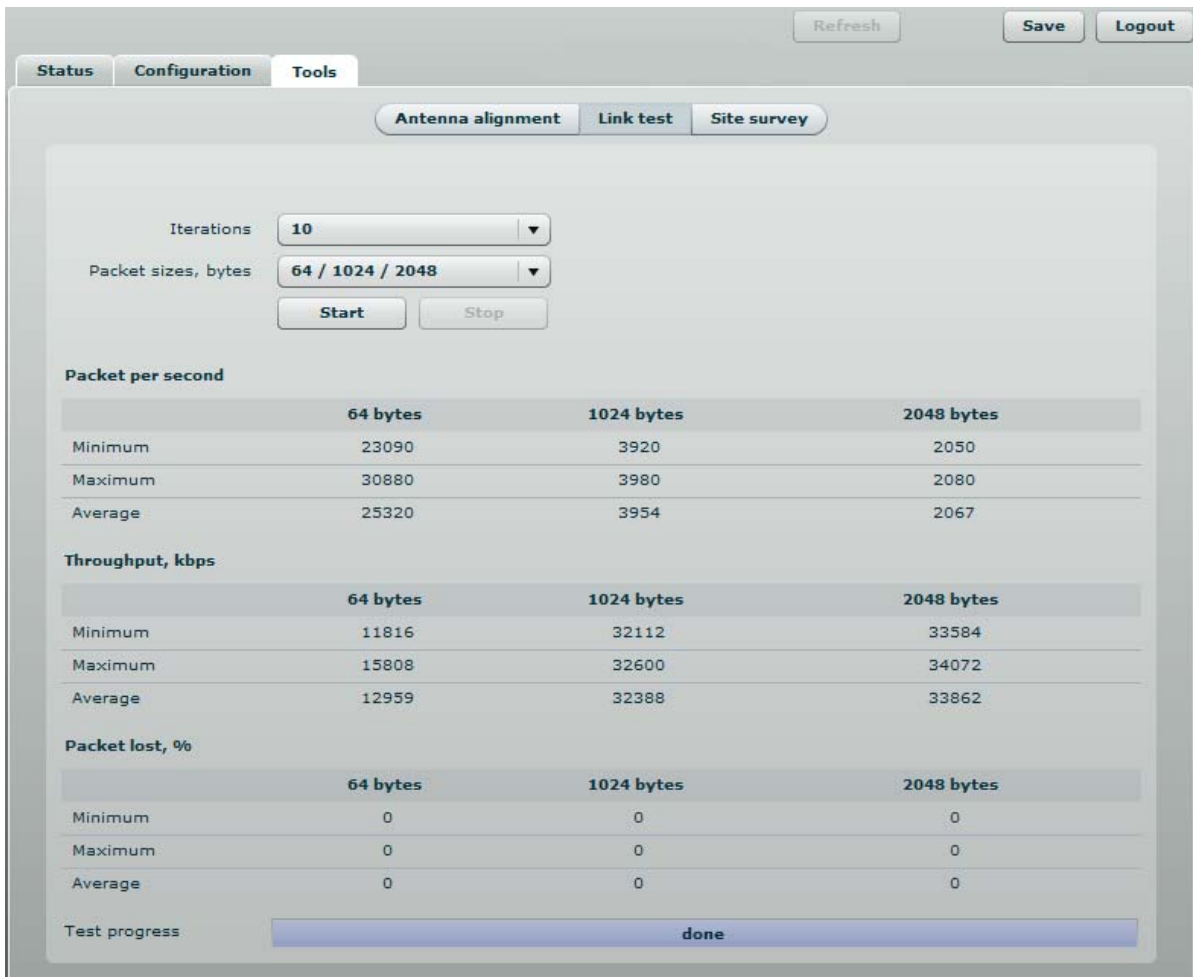 Refresh Save Logout
Status Configuration Tools
Antenna alignment Link test Site survey
Iterations 10
Packet sizes, bytes 64 / 1024 / 2048
Start Stop
Packet per second
64 bytes 1024 bytes 2048 bytes
Minimum 23090 3920 2050
Maximum 30880 3980 2080
Average 25320 3954 2067
Throughput, kbps
64 bytes 1024 bytes 2048 bytes
Minimum 11816 32112 33584
Maximum 15808 32600 34072
Average 12959 32388 33862
Packet lost, %
64 bytes 1024 bytes 2048 bytes
Minimum 0 0 0
Maximum 0 0 0
Average 0 0 0
Test progress done